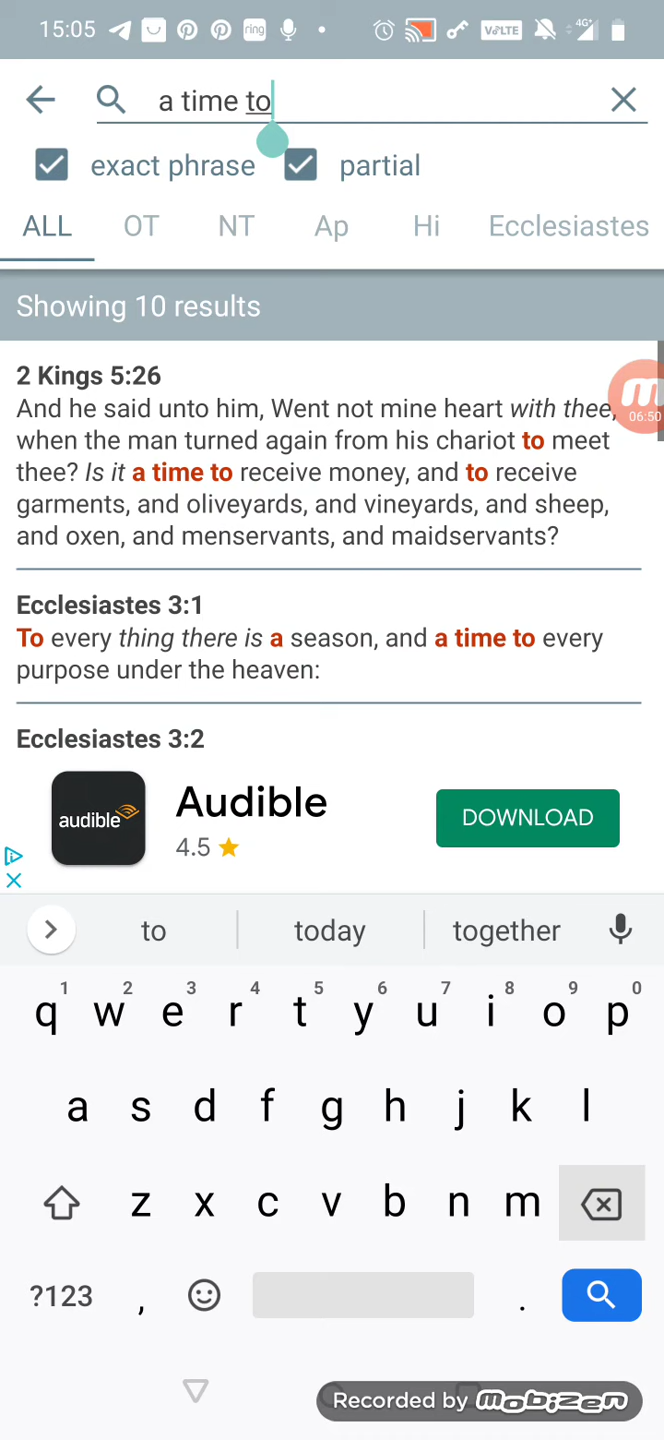 15:05 ring VoLTE 4G+
a time to
exact phrase partial
ALL OT NT Ap Hi Ecclesiastes
Showing 10 results
2 Kings 5:26
And he said unto him, Went not mine heart with thee,
when the man turned again from his chariot to meet
thee? Is it a time to receive money, and to receive
garments, and oliveyards, and vineyards, and sheep,
and oxen, and menservants, and maidservants?
06:50
Ecclesiastes 3:1
To every thing there is a season, and a time to every
purpose under the heaven:
Ecclesiastes 3:2
audible
Audible
4.5
DOWNLOAD
to today together
1 2 3 4 5 6 7 8 9 0
q w e r t y u i o p
a s d f g h j k l
z x c v b n m
?123 , .
Recorded by mobizen